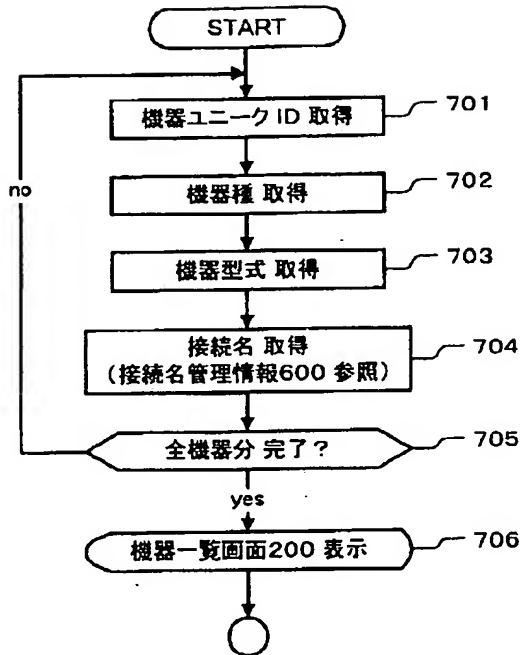 START
機器ユニークID 取得
701
機器種 取得
702
機器型式 取得
703
接続名 取得
(接続名管理情報600 参照)
704
全機器分 完了?
705
no
yes
機器一覧画面200 表示
706